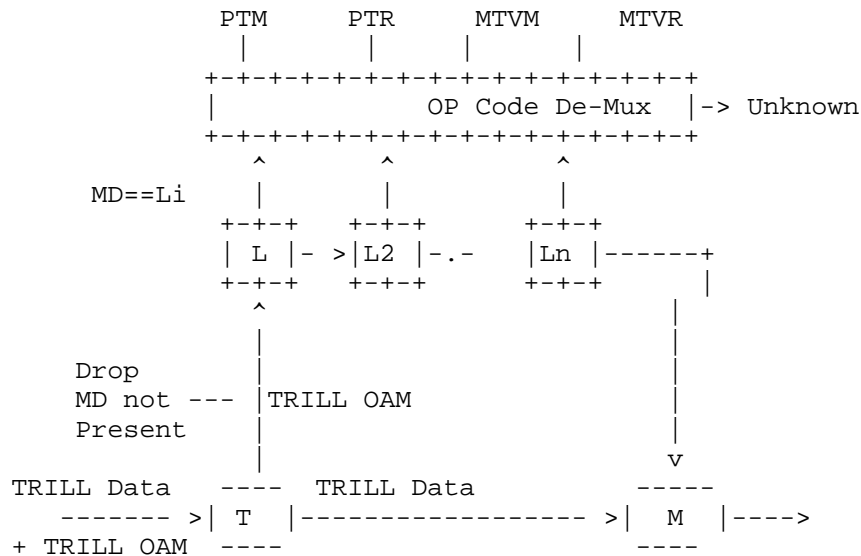 PTM PTR MTVM MTVR
| | | |
+-+-+-+-+-+-+-+-+-+-+-+-+-+-+-+-+
| OP Code De-Mux |-> Unknown
+-+-+-+-+-+-+-+-+-+-+-+-+-+-+-+-+
^ ^ ^
MD==Li | | |
+-+-+ +-+-+ +-+-+
| L |- >|L2 |-.- |Ln |------+
+-+-+ +-+-+ +-+-+ |
^ |
| |
Drop | |
MD not --- |TRILL OAM |
Present | |
| v
TRILL Data ---- TRILL Data -----
------- >| T |------------------ >| M |---->
+ TRILL OAM ---- ----